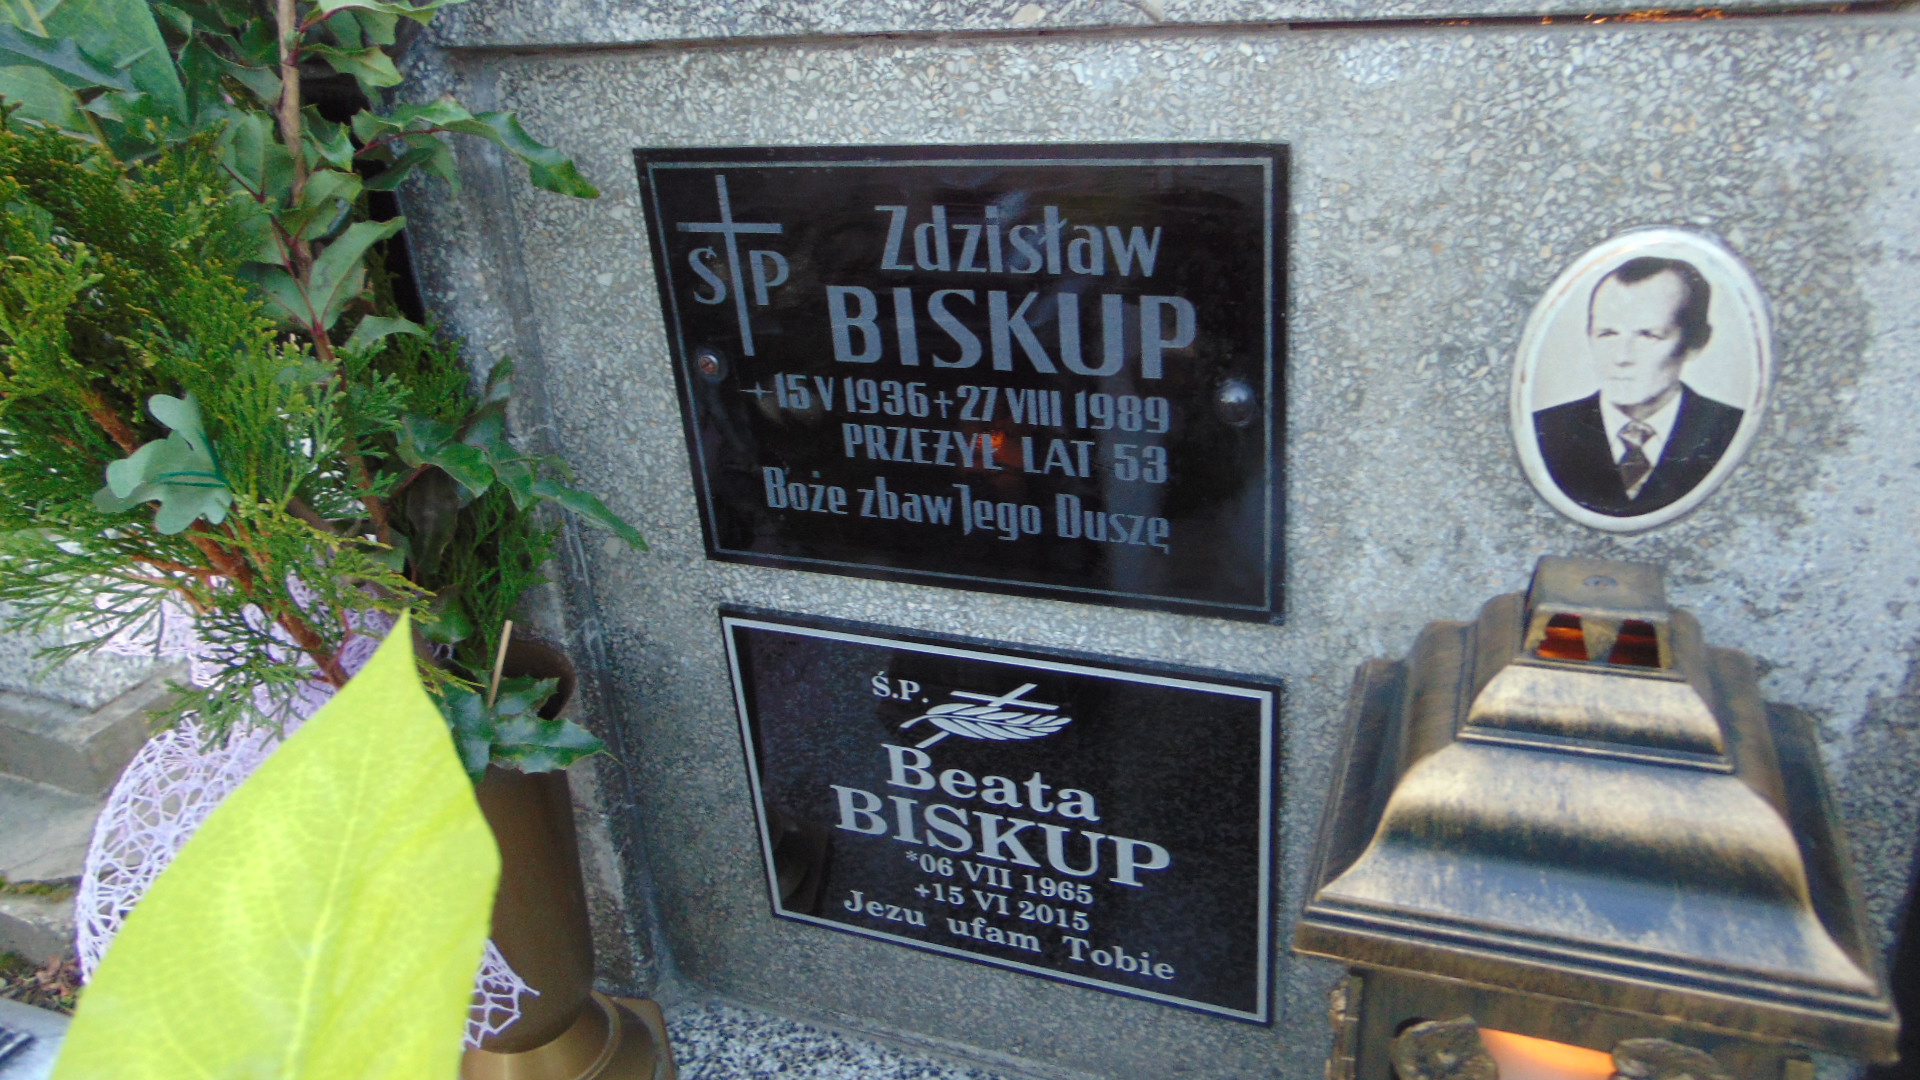 Ś P
Zdzisław
BISKUP
+15 V 1936 + 27 VIII 1989
PRZEŻYŁ LAT 53
Boże zbaw Jego Duszę
Ś.P.
Beata
BISKUP
*06 VII 1965
+15 VI 2015
Jezu ufam Tobie